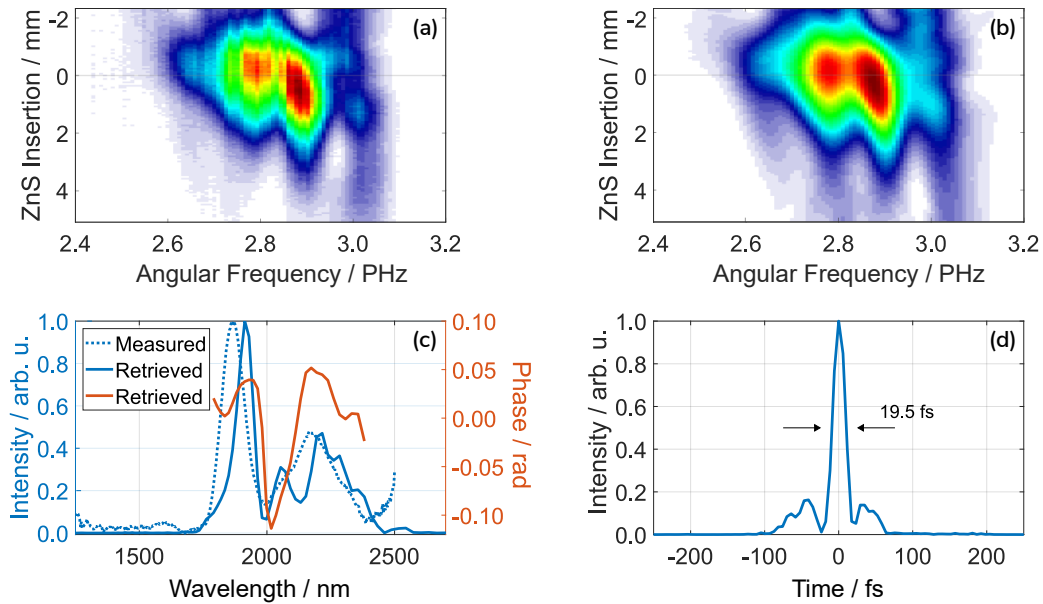 (a)
ZnS Insertion / mm
-2
0
2
4
2.4
2.6
2.8
3.0
3.2
Angular Frequency / PHz
(b)
ZnS Insertion / mm
-2
0
2
4
2.4
2.6
2.8
3.0
3.2
Angular Frequency / PHz
(c)
Intensity / arb. u.
1.0
0.8
0.6
0.4
0.2
0.0
Measured
Retrieved
Retrieved
0.10
0.05
0.00
-0.05
-0.10
Phase / rad
1500
2000
2500
Wavelength / nm
(d)
Intensity / arb. u.
1.0
0.8
0.6
0.4
0.2
0.0
19.5 fs
-200
-100
0
100
200
Time / fs